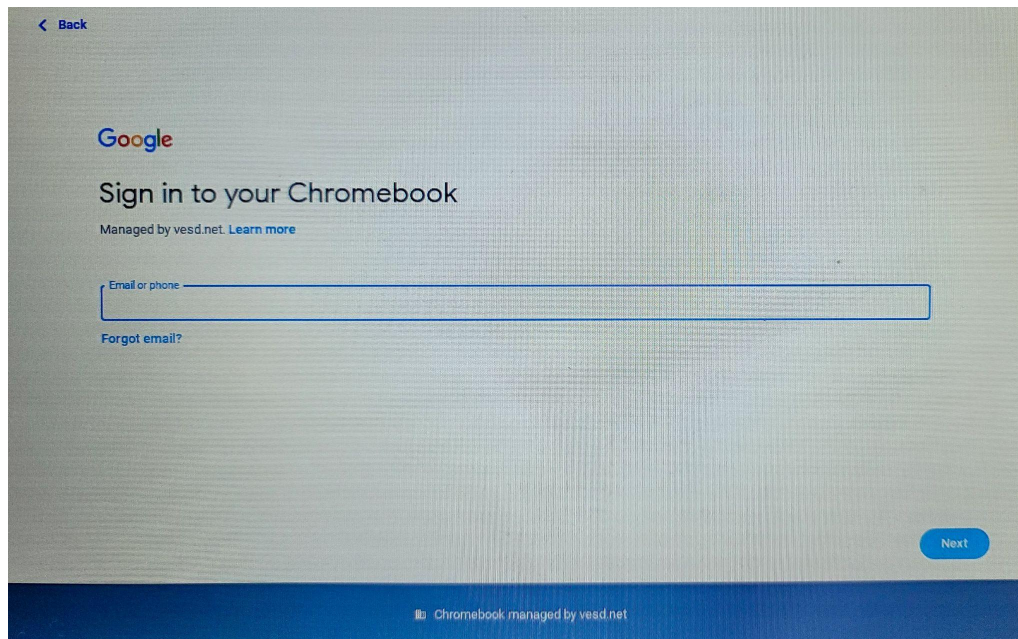 Back
Google
Sign in to your Chromebook
Managed by vesd.net. Learn more
Email or phone
Forgot email?
Next
Chromebook managed by vesd.net